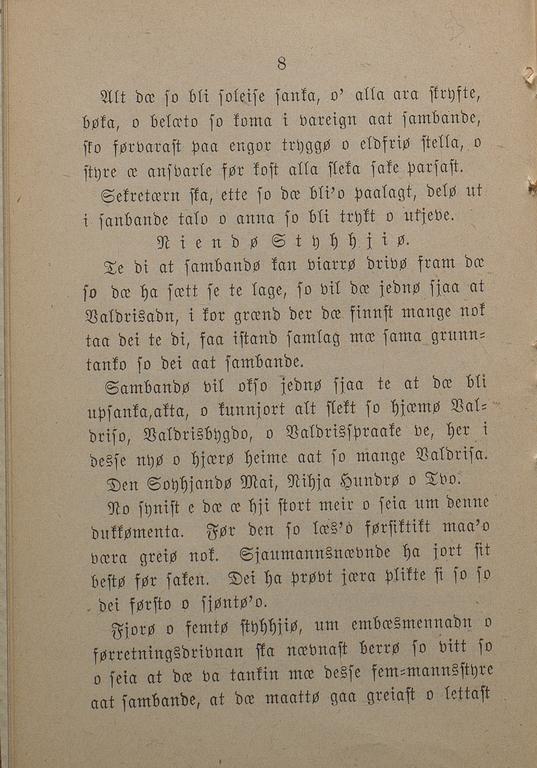 8
Alt dæ so bli soleise sanka, o' alla ara skryfte,
bøka, o belæto so koma i vareign aat sambande,
sko førvarast paa engor tryggø o eldfriø stella, o
styre æ ansvarle før kost alla sleka sake parsast.
Sekretærn ska, ette so dæ bli'o paalagt, delø ut
i sanbande talo o anna so bli trykt o utjeve.
Niendø Styhhjiø.
Te di at sambandø kan viarrø drivø fram dæ
so dæ ha sætt se te lage, so vil dæ jednø sjaa at
Valdrisadn, i kor grænd der dæ finnst mange nok
taa dei te di, faa istand samlag mæ sama grunn=
tanko so dei aat sambande.
Sambandø vil okso jednø sjaa te at dæ bli
upsanka,akta, o kunnjort alt slekt so hjæmø Val=
driso, Valdrisbygdo, o Valdrisspraake ve, her i
desse nyø o hjærø heime aat so mange Valdrisa.
Den Soyhjandø Mai, Nihja Hundrø o Tvo.
No synist e dæ æ hji stort meir o seia um denne
dukkømenta. Før den so læs'o førsiktikt maa'o
væra greiø nok. Sjaumannsnævnde ha jort sit
bestø før saken. Dei ha prøvt jæra plikte si so so
dei førsto o sjøntø'o.
Fjorø o femtø styhhjiø, um embæsmennadn o
førretningsdrivnan ska nævnast berrø so vitt so
o seia at dæ va tankin mæ desse fem=mannsstyre
aat sambande, at dæ maattø gaa greiast o lettast